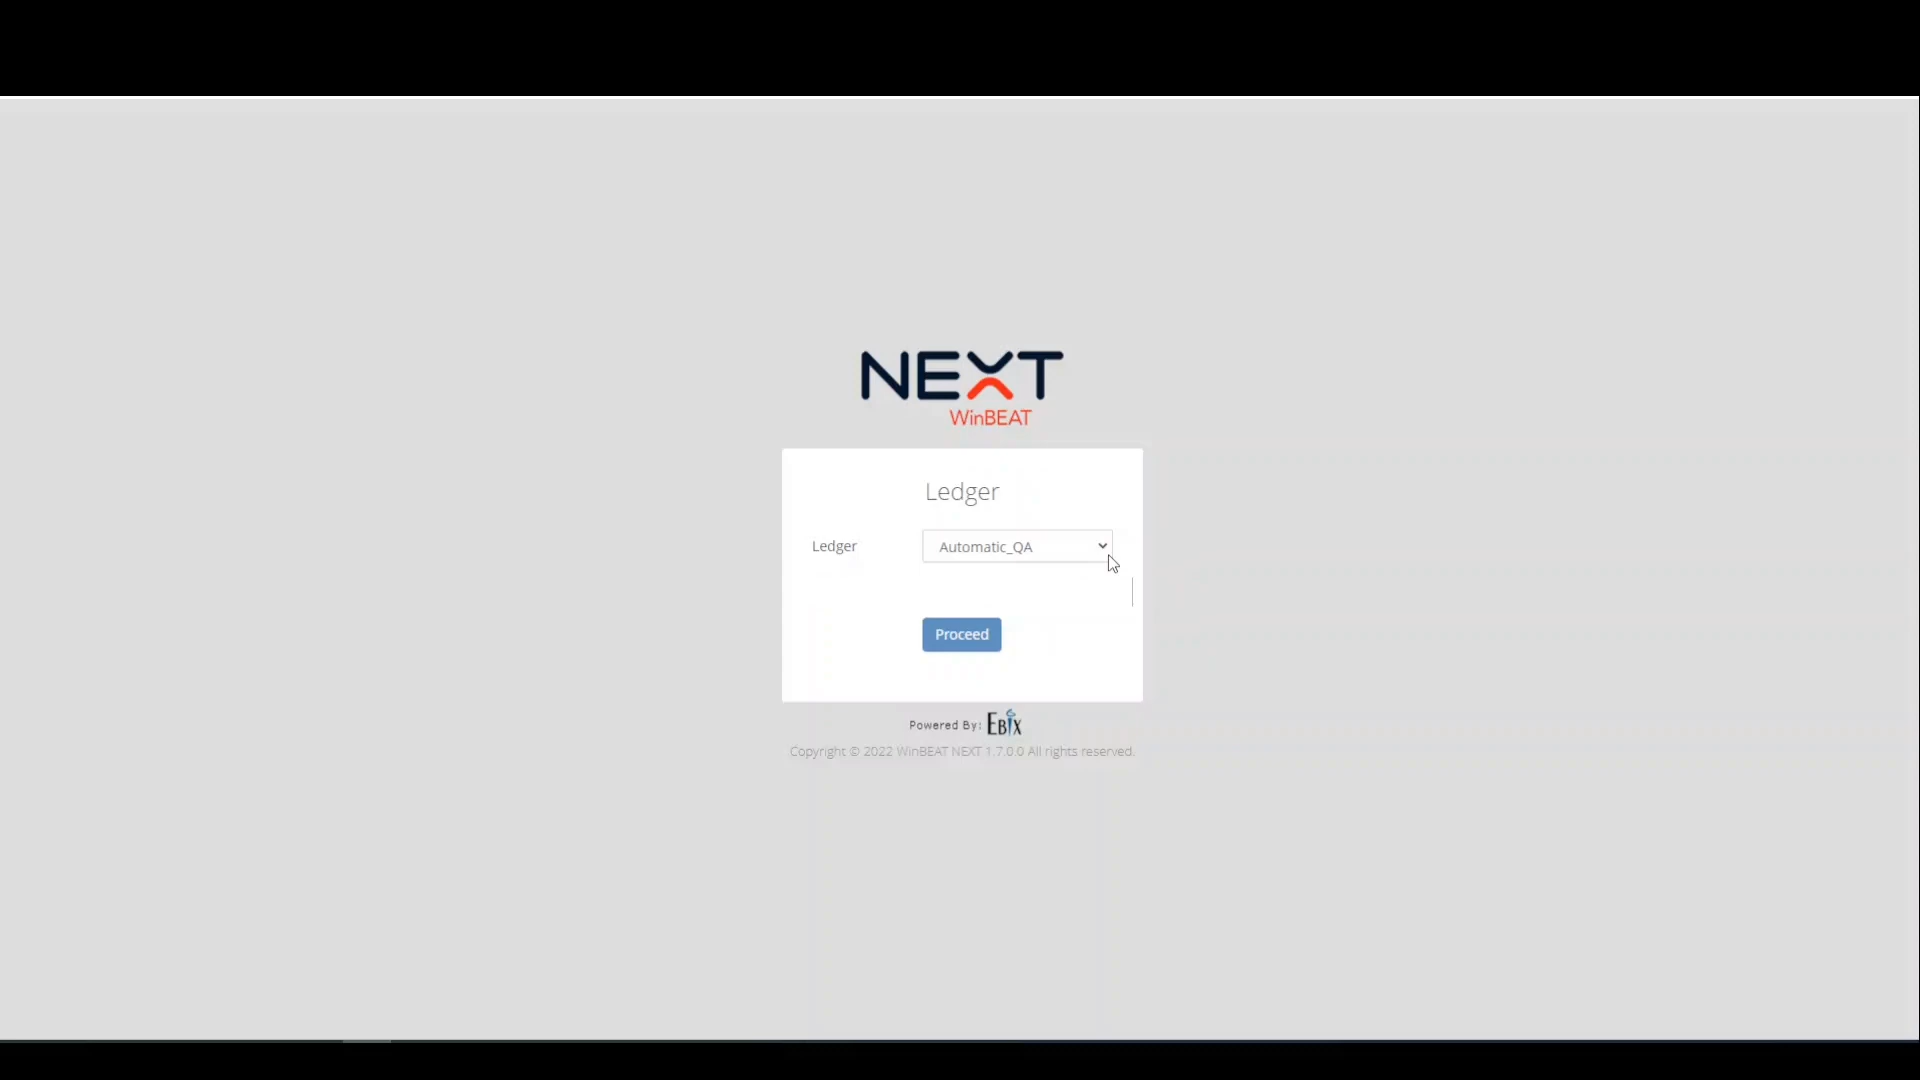 NEXT
WinBEAT
Ledger
Ledger
Automatic_QA
Proceed
Powered By: EBIX
Copyright © 2022 WinBEAT NEXT 1.7.0.0 All rights reserved.